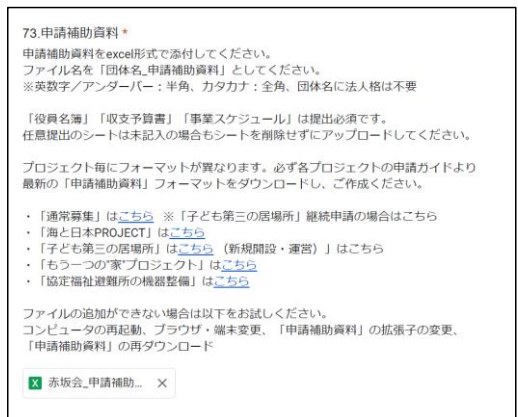 73.申請補助資料 *
申請補助資料をexcel形式で添付してください。
ファイル名を「団体名_申請補助資料」としてください。
※英数字／アンダーバー：半角、カタカナ：全角、団体名に法人格は不要
「役員名簿」「収支予算書」「事業スケジュール」は提出必須です。
任意提出のシートは未記入の場合もシートを削除せずにアップロードしてください。
プロジェクト毎にフォーマットが異なります。必ず各プロジェクトの申請ガイドより
最新の「申請補助資料」フォーマットをダウンロードし、ご作成ください。
・「通常募集」はこちら ※「子ども第三の居場所」継続申請の場合はこちら
・「海と日本PROJECT」はこちら
・「子ども第三の居場所」はこちら （新規開設・運営）」はこちら
・「もう一つの"家"プロジェクト」はこちら
・「協定福祉避難所の機器整備」はこちら
ファイルの追加ができない場合は以下をお試しください。
コンピュータの再起動、ブラウザ・端末変更、「申請補助資料」の拡張子の変更、
「申請補助資料」の再ダウンロード
X 赤坂会_申請補助... ×